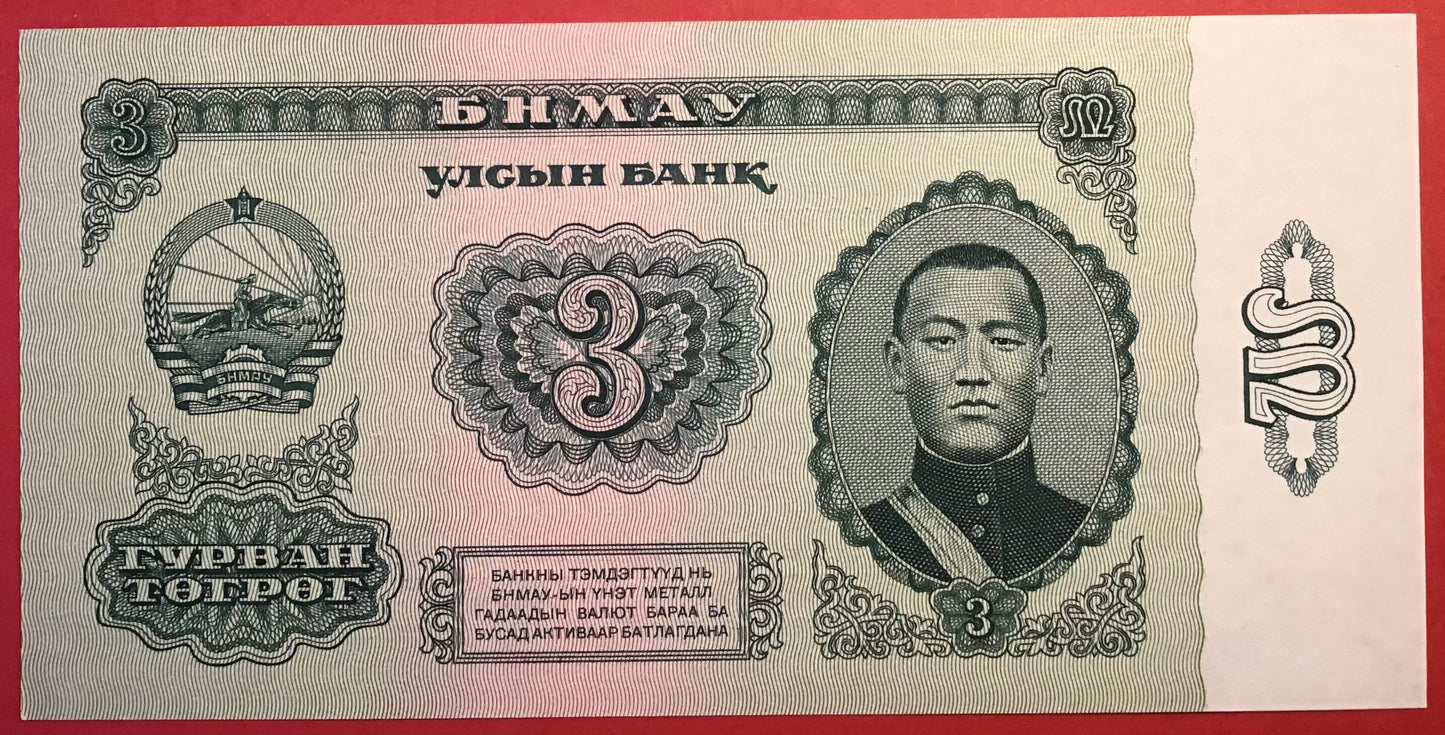 3
БНМАУ
УЛСЫН БАНК
БНМАУ
3
ГУРВАН
ТӨГРӨГ
БАНКНЫ ТЭМДЭГТҮҮД НЬ
БНМАУ-ЫН ҮНЭТ МЕТАЛЛ
ГАДААДЫН ВАЛЮТ БАРАА БА
БУСАД АКТИВААР БАТЛАГДАНА
3